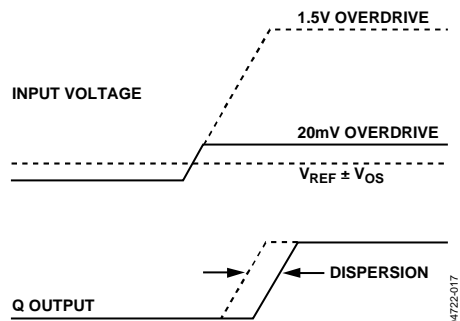 1.5V OVERDRIVE
INPUT VOLTAGE
20mV OVERDRIVE
VREF ± VOS
DISPERSION
Q OUTPUT
04722-017